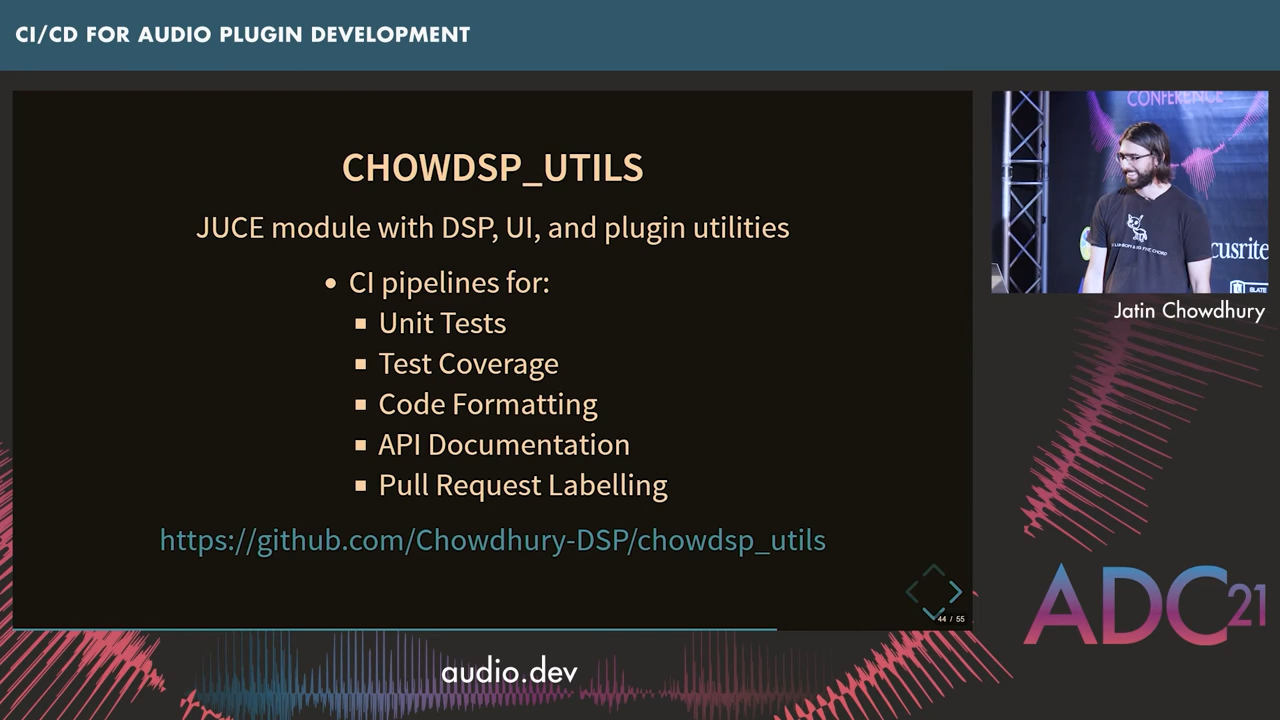 CI/CD FOR AUDIO PLUGIN DEVELOPMENT
CHOWDSP_UTILS
JUCE module with DSP, UI, and plugin utilities
CI pipelines for:
Unit Tests
Test Coverage
Code Formatting
API Documentation
Pull Request Labelling
https://github.com/Chowdhury-DSP/chowdsp_utils
44 / 55
CONFERENCE
cusrite
SLATE
Jatin Chowdhury
ADC21
audio.dev